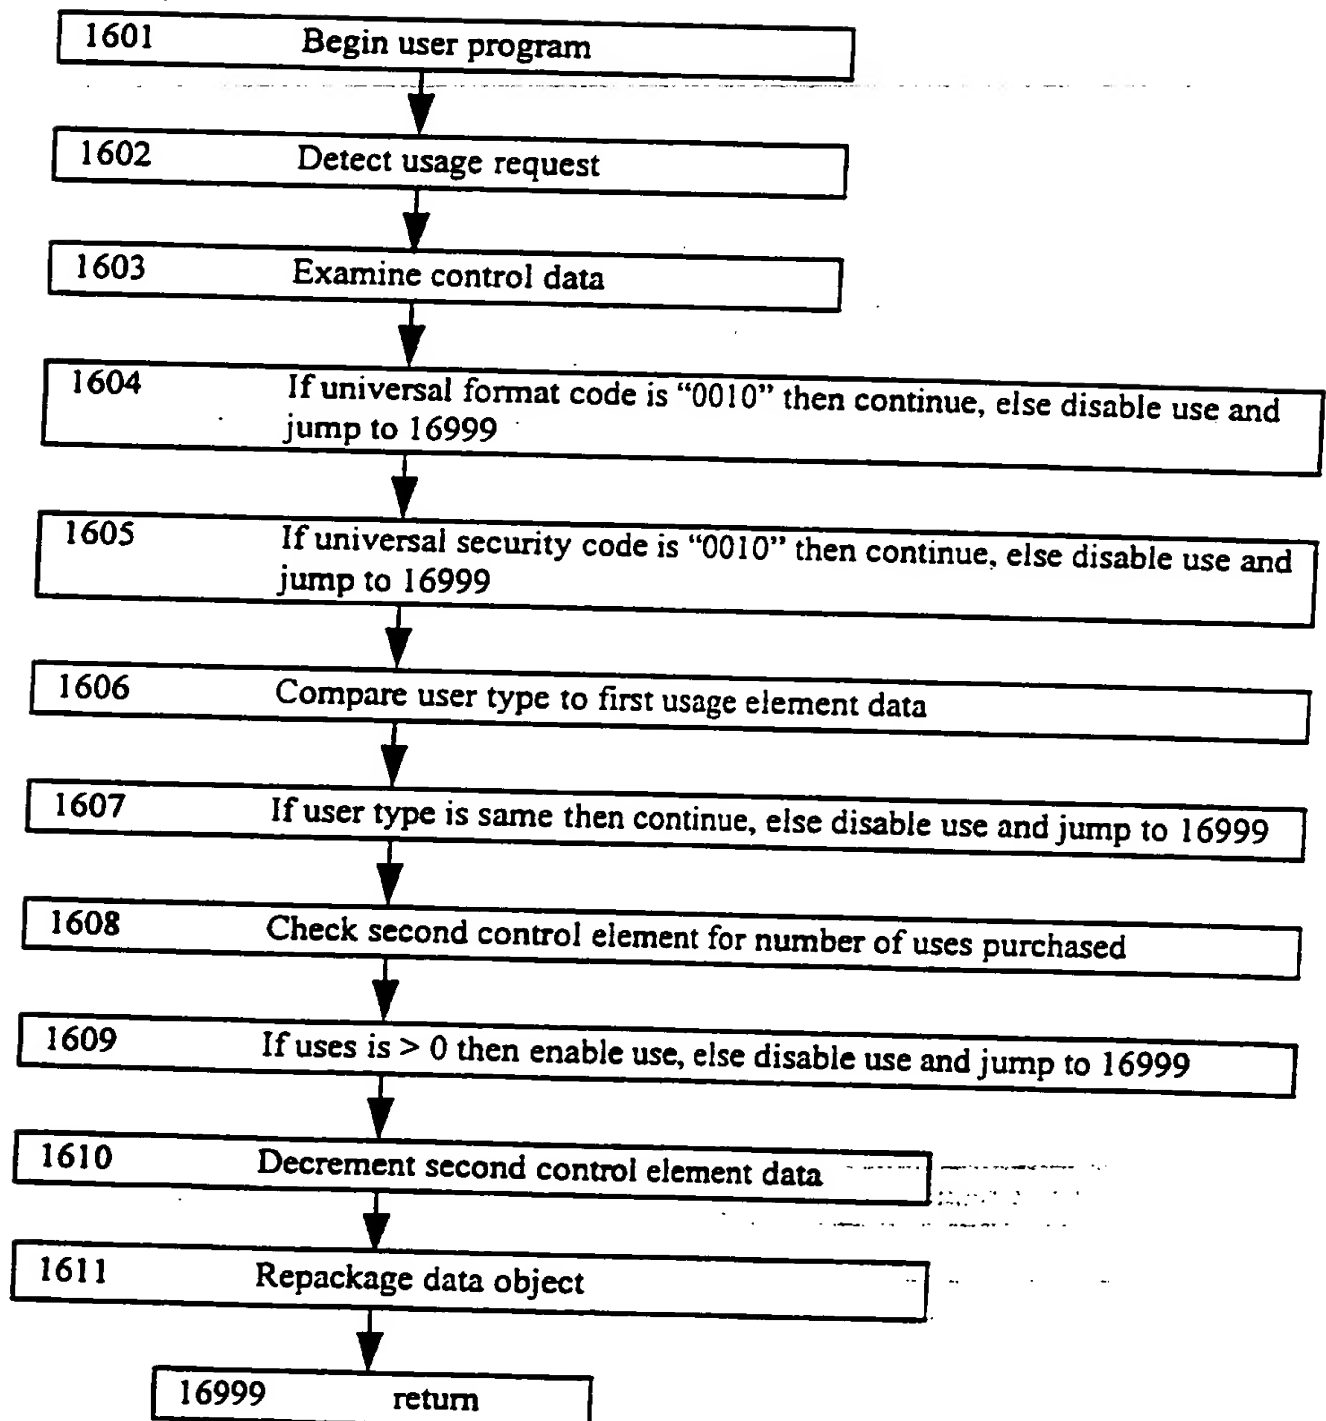 1601 Begin user program
1602 Detect usage request
1603 Examine control data
1604 If universal format code is “0010” then continue, else disable use and
jump to 16999
1605 If universal security code is “0010” then continue, else disable use and
jump to 16999
1606 Compare user type to first usage element data
1607 If user type is same then continue, else disable use and jump to 16999
1608 Check second control element for number of uses purchased
1609 If uses is > 0 then enable use, else disable use and jump to 16999
1610 Decrement second control element data
1611 Repackage data object
16999 return